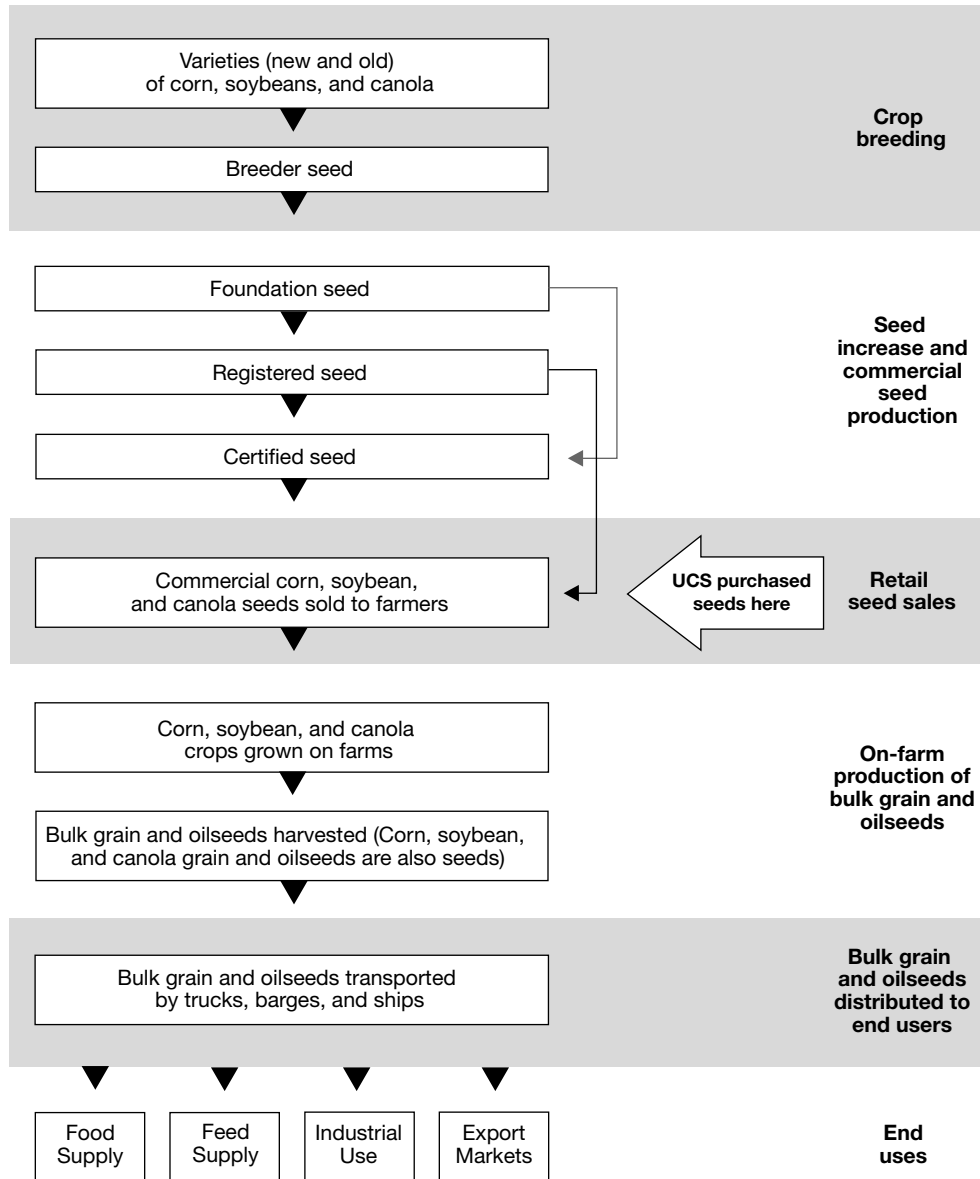 Varieties (new and old)
of corn, soybeans, and canola
Crop
breeding
Breeder seed
Foundation seed
Seed
increase and
commercial
seed
production
Registered seed
Certified seed
Commercial corn, soybean,
and canola seeds sold to farmers
UCS purchased
seeds here
Retail
seed sales
Corn, soybean, and canola
crops grown on farms
On-farm
production of
bulk grain and
oilseeds
Bulk grain and oilseeds harvested (Corn, soybean,
and canola grain and oilseeds are also seeds)
Bulk grain and oilseeds transported
by trucks, barges, and ships
Bulk grain
and oilseeds
distributed to
end users
Food
Supply
Feed
Supply
Industrial
Use
Export
Markets
End
uses